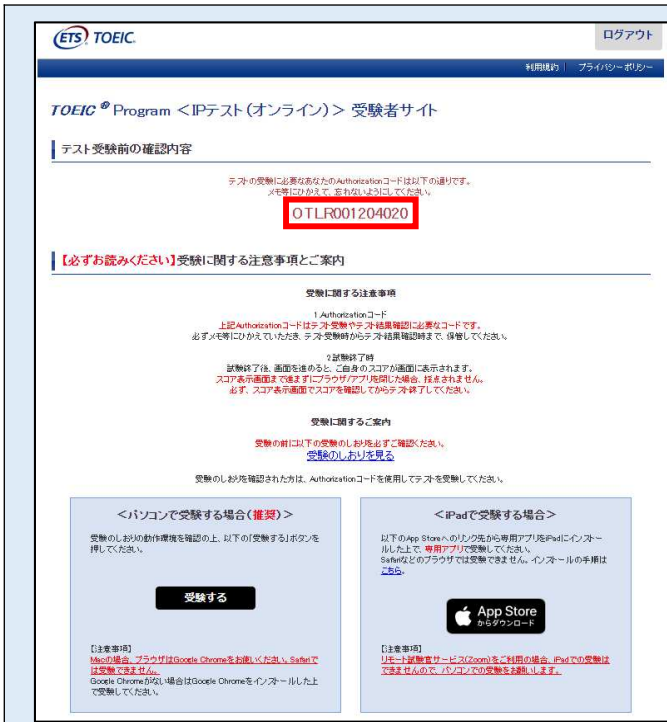 ETS TOEIC.
ログアウト
利用規約 プライバシーポリシー
TOEIC ® Program ＜IPテスト（オンライン）＞ 受験者サイト
テスト受験前の確認内容
テストの受験に必要なあなたのAuthorizationコードは以下の通りです。
メモ等にひかえて、忘れないようにしてください。
OTLR001204020
【必ずお読みください】受験に関する注意事項とご案内
受験に関する注意事項
1.Authorizationコード
上記Authorizationコードはテスト受験やテスト結果確認に必要なコードです。
必ずメモ等にひかえていただき、テスト受験時からテスト結果確認時まで、保管してください。
2.試験終了時
試験終了後、画面を進めると、ご自身のスコアが画面に表示されます。
スコア表示画面まで進まずにブラウザ/アプリを閉じた場合、採点されません。
必ず、スコア表示画面でスコアを確認してからテスト終了してください。
受験に関するご案内
受験の前に以下の受験のしおりを必ずご確認ください。
受験のしおりを見る
受験のしおりを確認された方は、Authorizationコードを使用してテストを受験してください。
＜パソコンで受験する場合（推奨）＞
受験のしおりの動作環境を確認の上、以下の「受験する」ボタンを
押してください。
受験する
【注意事項】
Macの場合、ブラウザはGoogle Chromeをお使いください。Safariで
は受験できません。
Google Chromeがない場合はGoogle Chromeをインストールした上
で受験してください。
＜iPadで受験する場合＞
以下のApp Storeへのリンク先から専用アプリをiPadにインストー
ルした上で、専用アプリで受験してください。
Safariなどのブラウザでは受験できません。インストールの手順は
こちら。
App Store
からダウンロード
【注意事項】
リモート試験官サービス(Zoom)をご利用の場合、iPadでの受験は
できませんので、パソコンでの受験をお願いします。